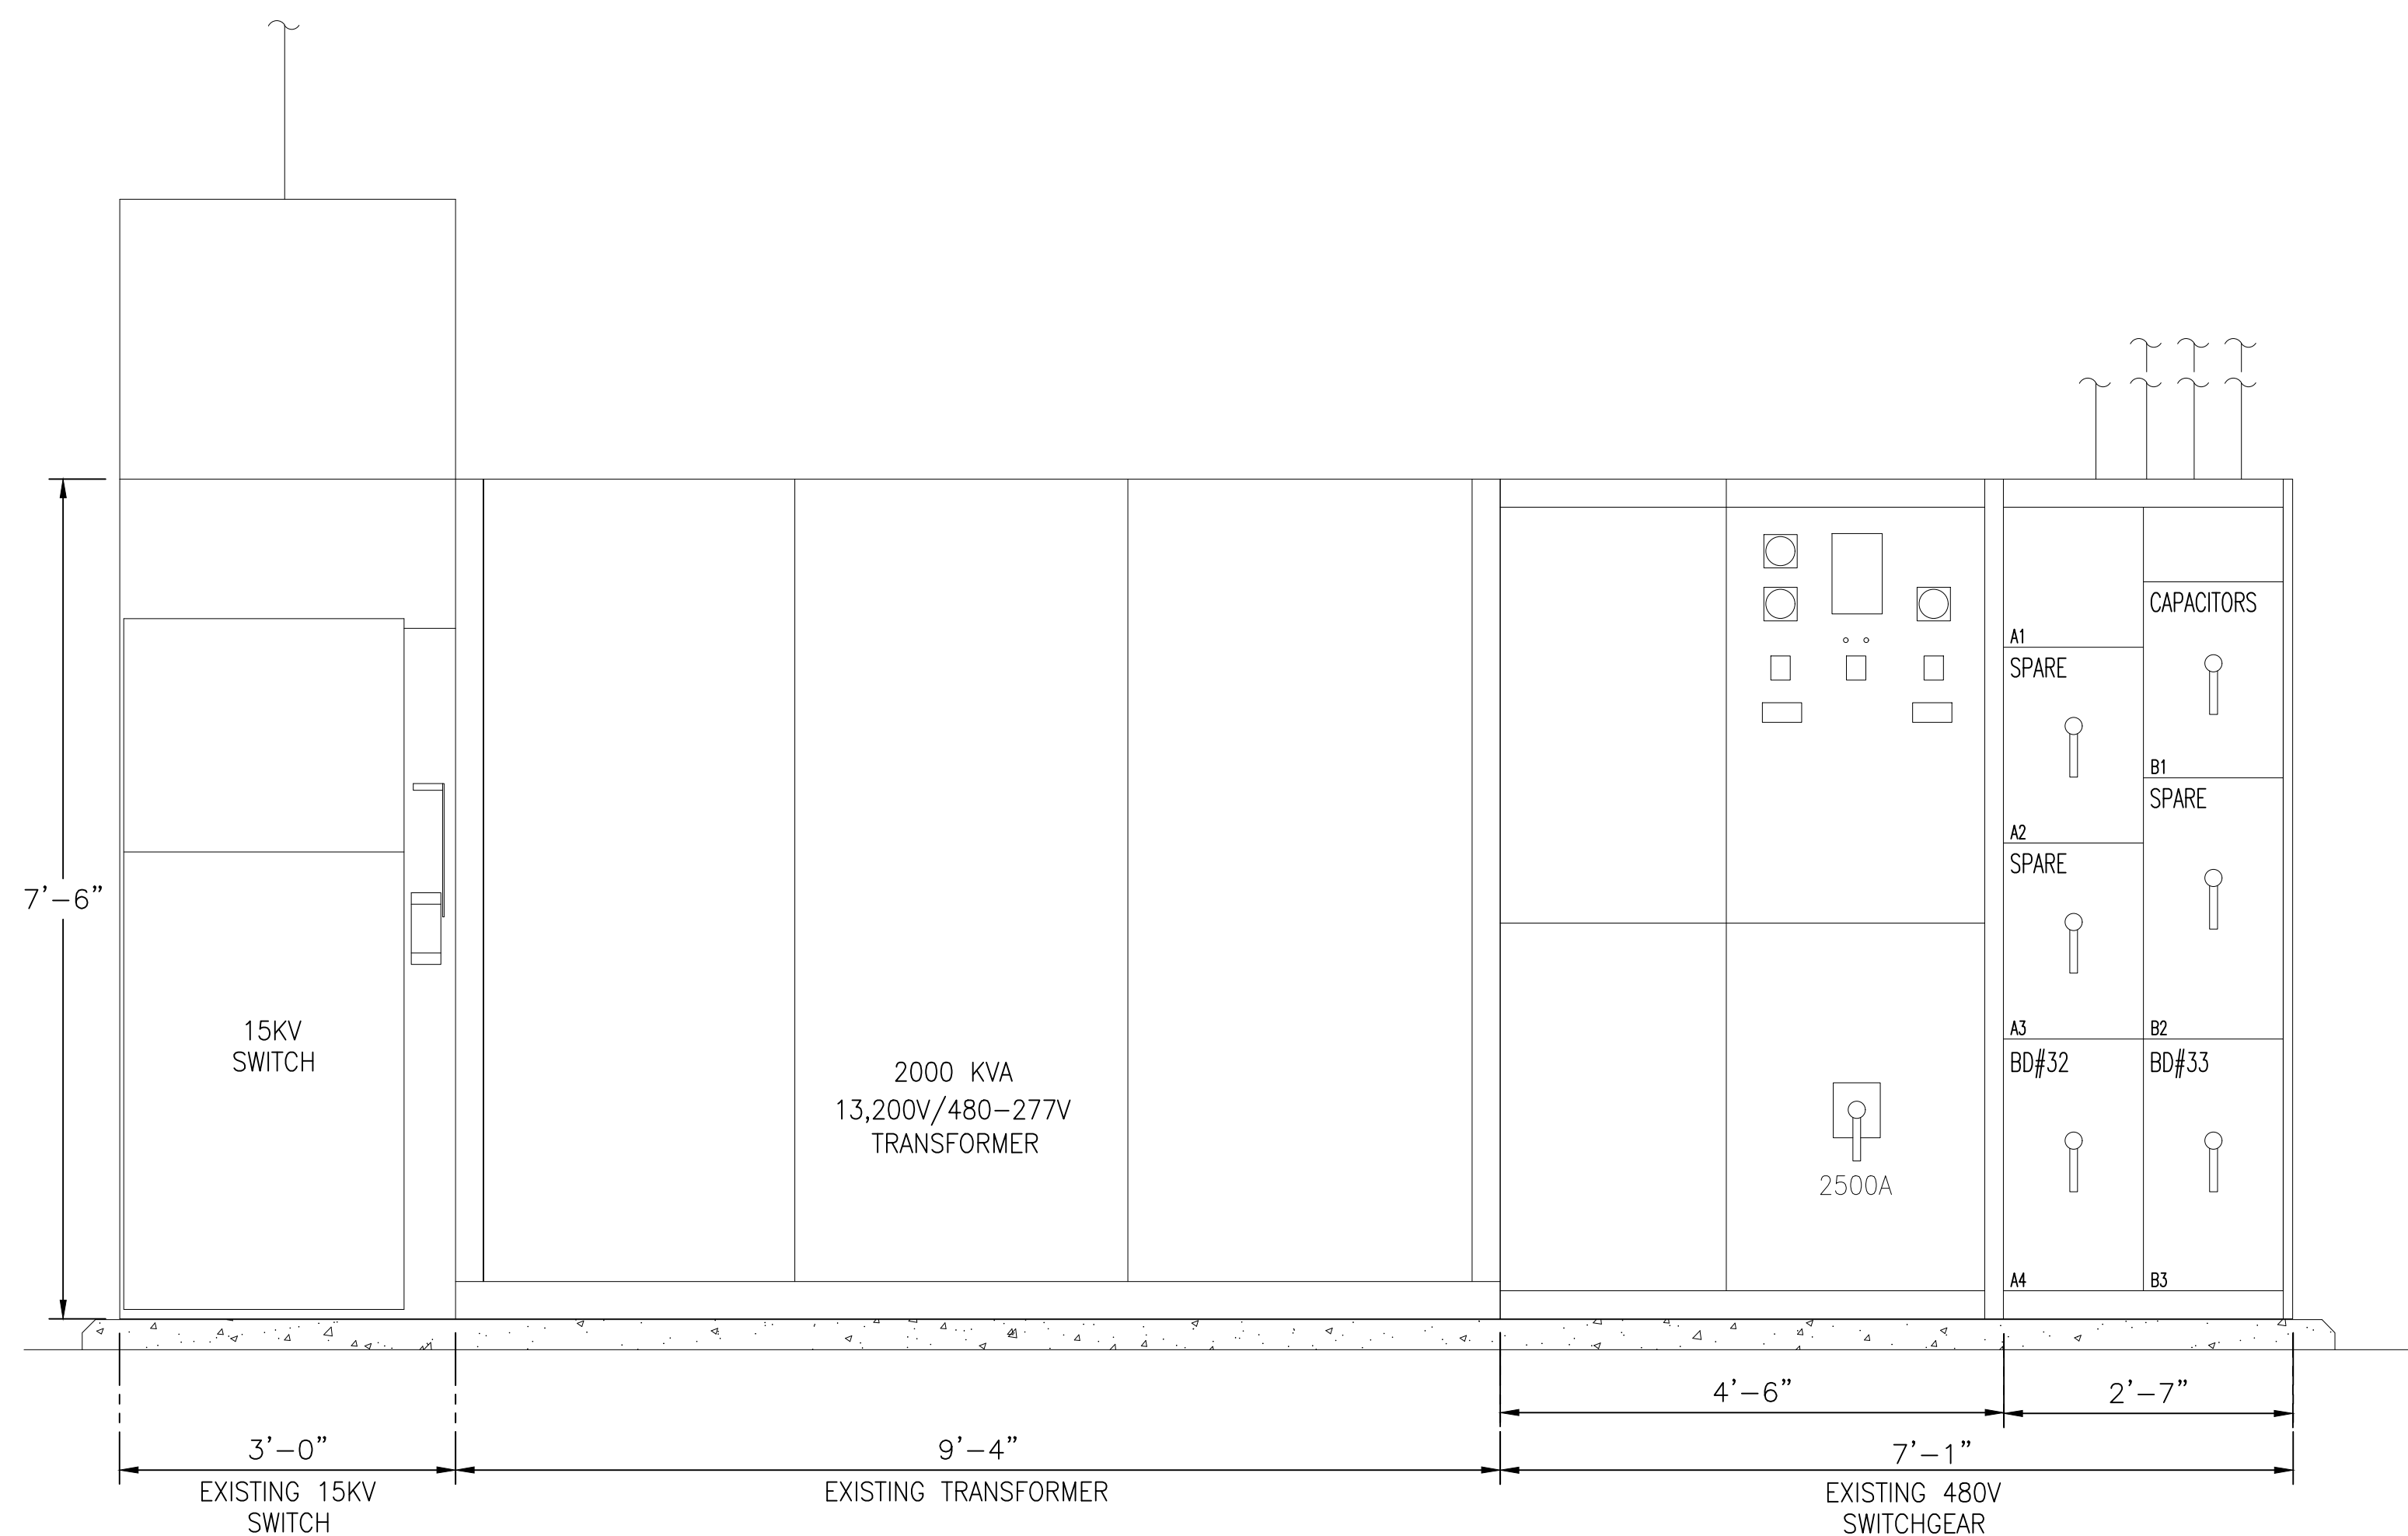 7'-6"
15KV
SWITCH
2000 KVA
13,200V/480-277V
TRANSFORMER
2500A
A1
SPARE
A2
SPARE
A3
BD#32
A4
CAPACITORS
B1
SPARE
B2
BD#33
B3
4'-6"
2'-7"
3'-0"
9'-4"
7'-1"
EXISTING 15KV
SWITCH
EXISTING TRANSFORMER
EXISTING 480V
SWITCHGEAR